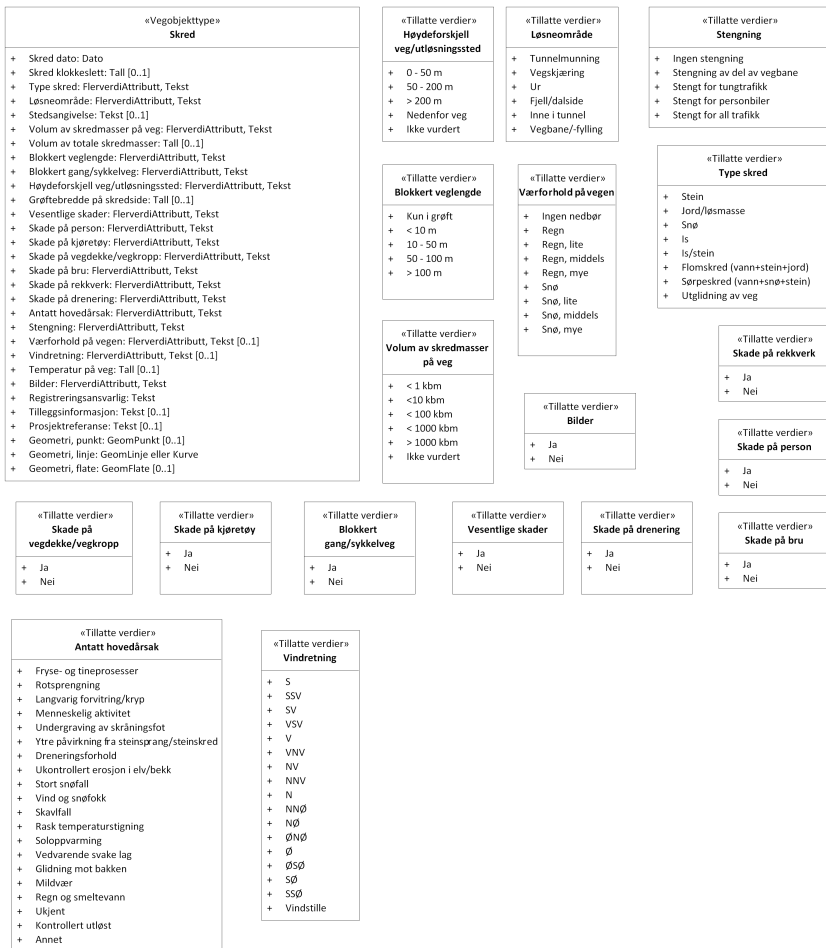 «Vegobjekttype»
Skred
+ Skred dato: Dato
+ Skred klokkeslett: Tall [0..1]
+ Type skred: FlerverdiAttributt, Tekst
+ Løsneområde: FlerverdiAttributt, Tekst
+ Stedsangivelse: Tekst [0..1]
+ Volum av skredmasser på veg: FlerverdiAttributt, Tekst
+ Volum av totale skredmasser: Tall [0..1]
+ Blokkert veglengde: FlerverdiAttributt, Tekst
+ Blokkert gang/sykkelveg: FlerverdiAttributt, Tekst
+ Høydeforskjell veg/utløsningssted: FlerverdiAttributt, Tekst
+ Grøftebredde på skredside: Tall [0..1]
+ Vesentlige skader: FlerverdiAttributt, Tekst
+ Skade på person: FlerverdiAttributt, Tekst
+ Skade på kjøretøy: FlerverdiAttributt, Tekst
+ Skade på vegdekke/vegkropp: FlerverdiAttributt, Tekst
+ Skade på bru: FlerverdiAttributt, Tekst
+ Skade på rekkverk: FlerverdiAttributt, Tekst
+ Skade på drenering: FlerverdiAttributt, Tekst
+ Antatt hovedårsak: FlerverdiAttributt, Tekst
+ Stengning: FlerverdiAttributt, Tekst
+ Værforhold på vegen: FlerverdiAttributt, Tekst [0..1]
+ Vindretning: FlerverdiAttributt, Tekst [0..1]
+ Temperatur på veg: Tall [0..1]
+ Bilder: FlerverdiAttributt, Tekst
+ Registreringsansvarlig: Tekst
+ Tilleggsinformasjon: Tekst [0..1]
+ Prosjektreferanse: Tekst [0..1]
+ Geometri, punkt: GeomPunkt [0..1]
+ Geometri, linje: GeomLinje eller Kurve
+ Geometri, flate: GeomFlate [0..1]
«Tillatte verdier»
Høydeforskjell
veg/utløsningssted
+ 0 - 50 m
+ 50 - 200 m
+ > 200 m
+ Nedenfor veg
+ Ikke vurdert
«Tillatte verdier»
Løsneområde
+ Tunnelmunning
+ Vegskjæring
+ Ur
+ Fjell/dalside
+ Inne i tunnel
+ Vegbane/-fylling
«Tillatte verdier»
Stengning
+ Ingen stengning
+ Stengning av del av vegbane
+ Stengt for tungtrafikk
+ Stengt for personbiler
+ Stengt for all trafikk
«Tillatte verdier»
Blokkert veglengde
+ Kun i grøft
+ < 10 m
+ 10 - 50 m
+ 50 - 100 m
+ > 100 m
«Tillatte verdier»
Værforhold på vegen
+ Ingen nedbør
+ Regn
+ Regn, lite
+ Regn, middels
+ Regn, mye
+ Snø
+ Snø, lite
+ Snø, middels
+ Snø, mye
«Tillatte verdier»
Type skred
+ Stein
+ Jord/løsmasse
+ Snø
+ Is
+ Is/stein
+ Flomskred (vann+stein+jord)
+ Sørpeskred (vann+snø+stein)
+ Utglidning av veg
«Tillatte verdier»
Volum av skredmasser
på veg
+ < 1 kbm
+ <10 kbm
+ < 100 kbm
+ < 1000 kbm
+ > 1000 kbm
+ Ikke vurdert
«Tillatte verdier»
Bilder
+ Ja
+ Nei
«Tillatte verdier»
Skade på rekkverk
+ Ja
+ Nei
«Tillatte verdier»
Skade på person
+ Ja
+ Nei
«Tillatte verdier»
Skade på
vegdekke/vegkropp
+ Ja
+ Nei
«Tillatte verdier»
Skade på kjøretøy
+ Ja
+ Nei
«Tillatte verdier»
Blokkert
gang/sykkelveg
+ Ja
+ Nei
«Tillatte verdier»
Vesentlige skader
+ Ja
+ Nei
«Tillatte verdier»
Skade på drenering
+ Ja
+ Nei
«Tillatte verdier»
Skade på bru
+ Ja
+ Nei
«Tillatte verdier»
Antatt hovedårsak
+ Fryse- og tineprosesser
+ Rotsprengning
+ Langvarig forvitring/kryp
+ Menneskelig aktivitet
+ Undergraving av skråningsfot
+ Ytre påvirkning fra steinsprang/steinskred
+ Dreneringsforhold
+ Ukontrollert erosjon i elv/bekk
+ Stort snøfall
+ Vind og snøfokk
+ Skavlfall
+ Rask temperaturstigning
+ Soloppvarming
+ Vedvarende svake lag
+ Glidning mot bakken
+ Mildvær
+ Regn og smeltevann
+ Ukjent
+ Kontrollert utløst
+ Annet
«Tillatte verdier»
Vindretning
+ S
+ SSV
+ SV
+ VSV
+ V
+ VNV
+ NV
+ NNV
+ N
+ NNØ
+ NØ
+ ØNØ
+ Ø
+ ØSØ
+ SØ
+ SSØ
+ Vindstille